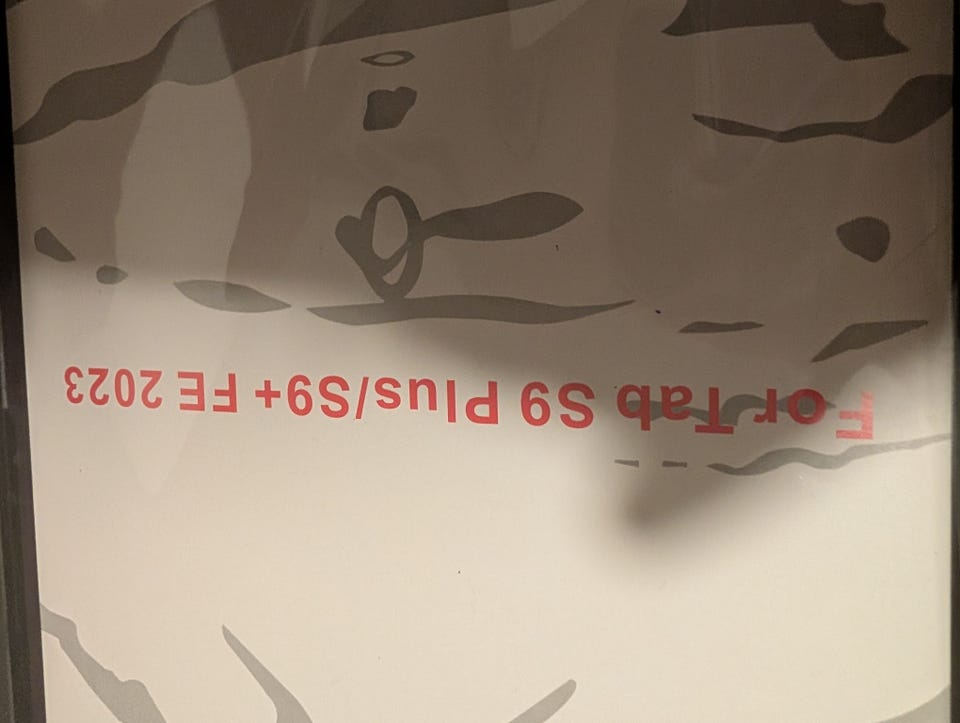 For Tab S9 Plus/S9+ FE 2023